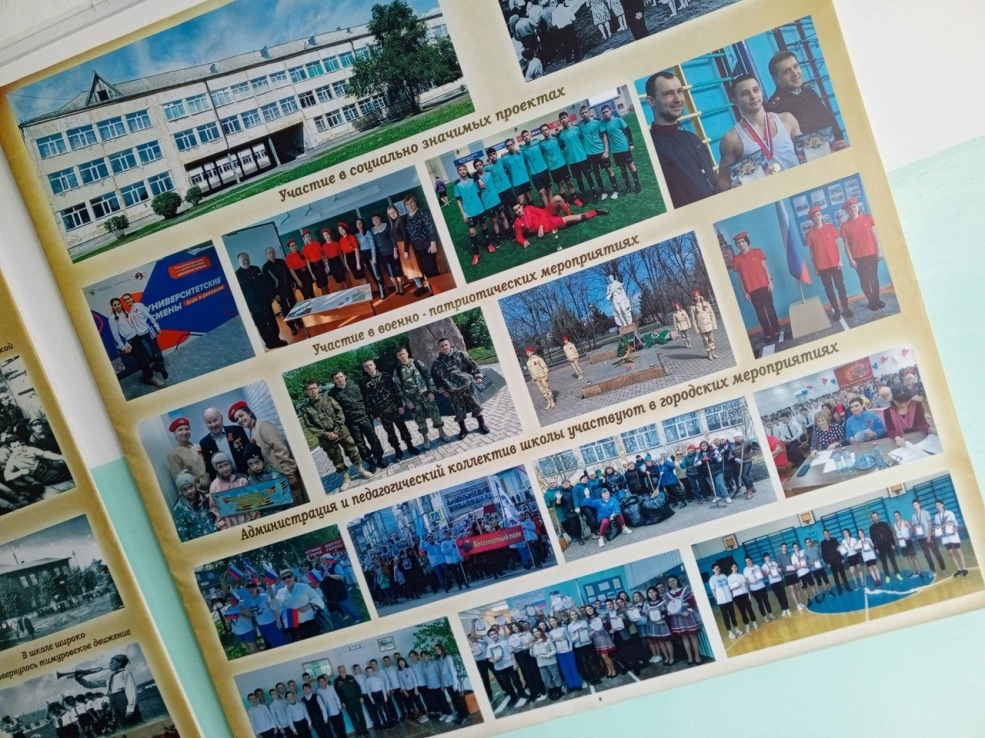 Участие в социально значимых проектах
УНИВЕРСИТЕТСКИЕ
СМЕНЫ
Участие в военно - патриотических мероприятиях
Администрация и педагогический коллектив школы участвуют в городских мероприятиях
Бессмертный полк
В школе широко
тимуровское движение